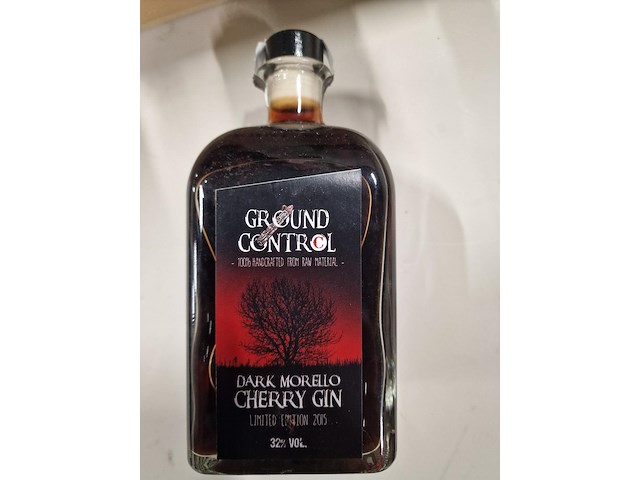 GROUND
CONTROL
- 100% HANDCRAFTED FROM RAW MATERIAL -
DARK MORELLO
CHERRY GIN
LIMITED EDITION 2015
32% VOL.